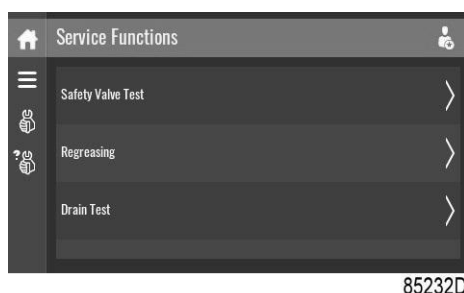 Service Functions
Safety Valve Test
Regreasing
Drain Test
85232D